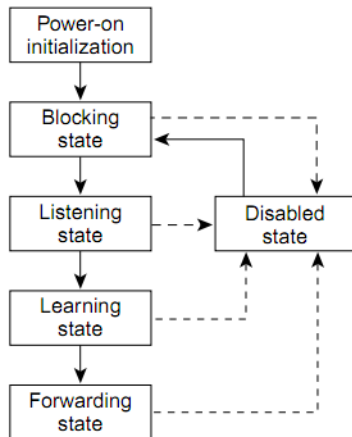 Power-on
initialization
Blocking
state
Listening
state
Disabled
state
Learning
state
Forwarding
state